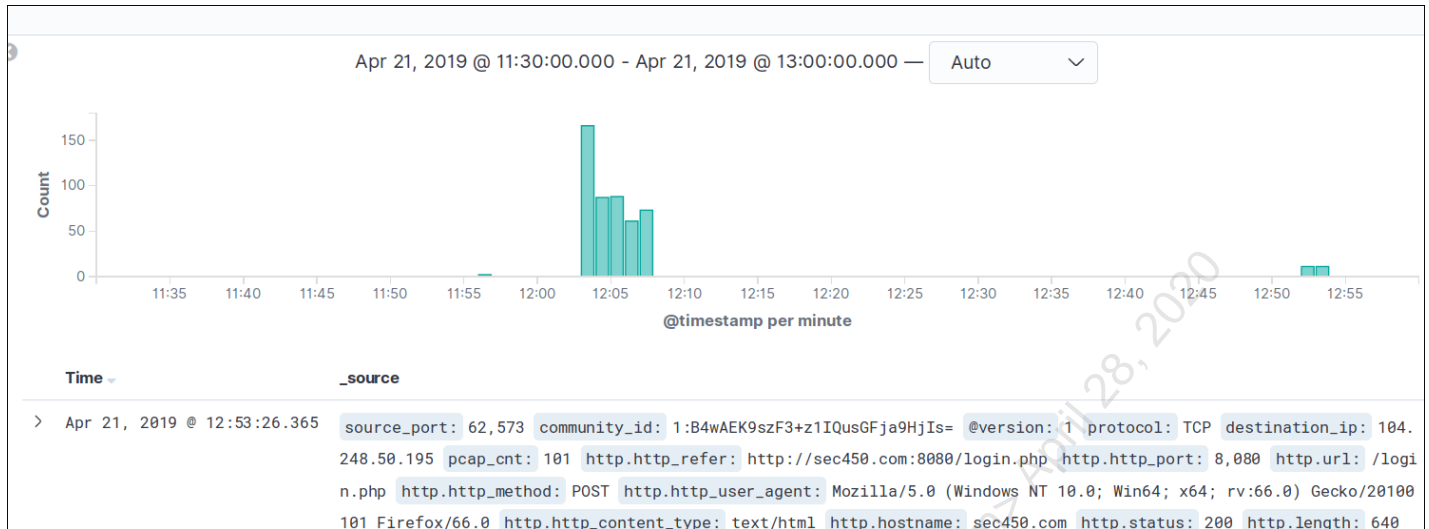 Apr 21, 2019 @ 11:30:00.000 - Apr 21, 2019 @ 13:00:00.000 — Auto
150
100
50
0
Count
11:35 11:40 11:45 11:50 11:55 12:00 12:05 12:10 12:15 12:20 12:25 12:30 12:35 12:40 12:45 12:50 12:55
@timestamp per minute
Time _source
Apr 21, 2019 @ 12:53:26.365 source_port: 62,573 community_id: 1:B4wAEK9szF3+z1IQusGFja9HjIs= @version: 1 protocol: TCP destination_ip: 104.
248.50.195 pcap_cnt: 101 http.http_refer: http://sec450.com:8080/login.php http.http_port: 8,080 http.url: /logi
n.php http.http_method: POST http.http_user_agent: Mozilla/5.0 (Windows NT 10.0; Win64; x64; rv:66.0) Gecko/20100
101 Firefox/66.0 http.http_content_type: text/html http.hostname: sec450.com http.status: 200 http.length: 640
April 28, 2020